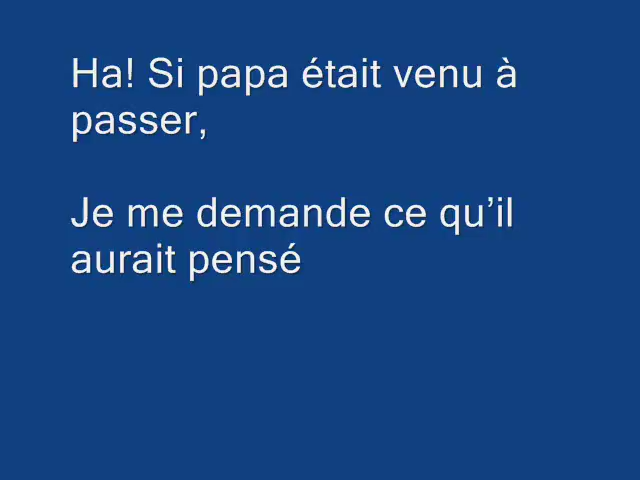 Ha! Si papa était venu à
passer,
Je me demande ce qu’il
aurait pensé